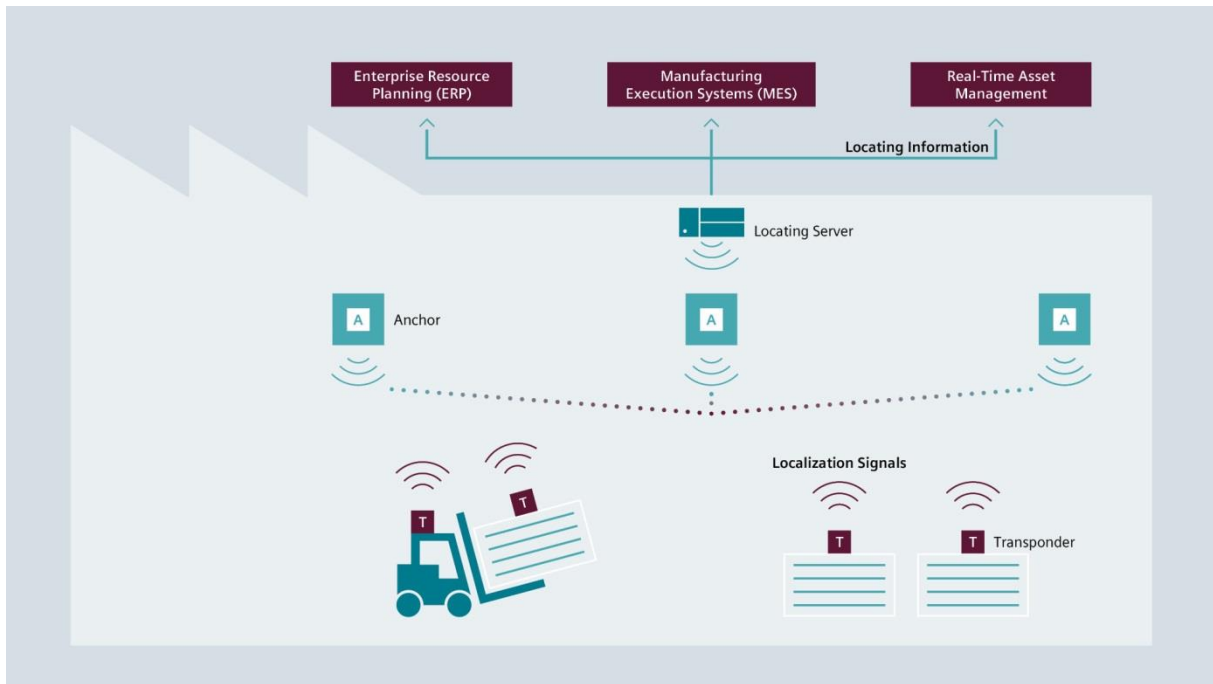 Enterprise Resource
Planning (ERP)
Manufacturing
Execution Systems (MES)
Real-Time Asset
Management
Locating Information
Locating Server
A
Anchor
A
A
Localization Signals
T
T
T
T
Transponder